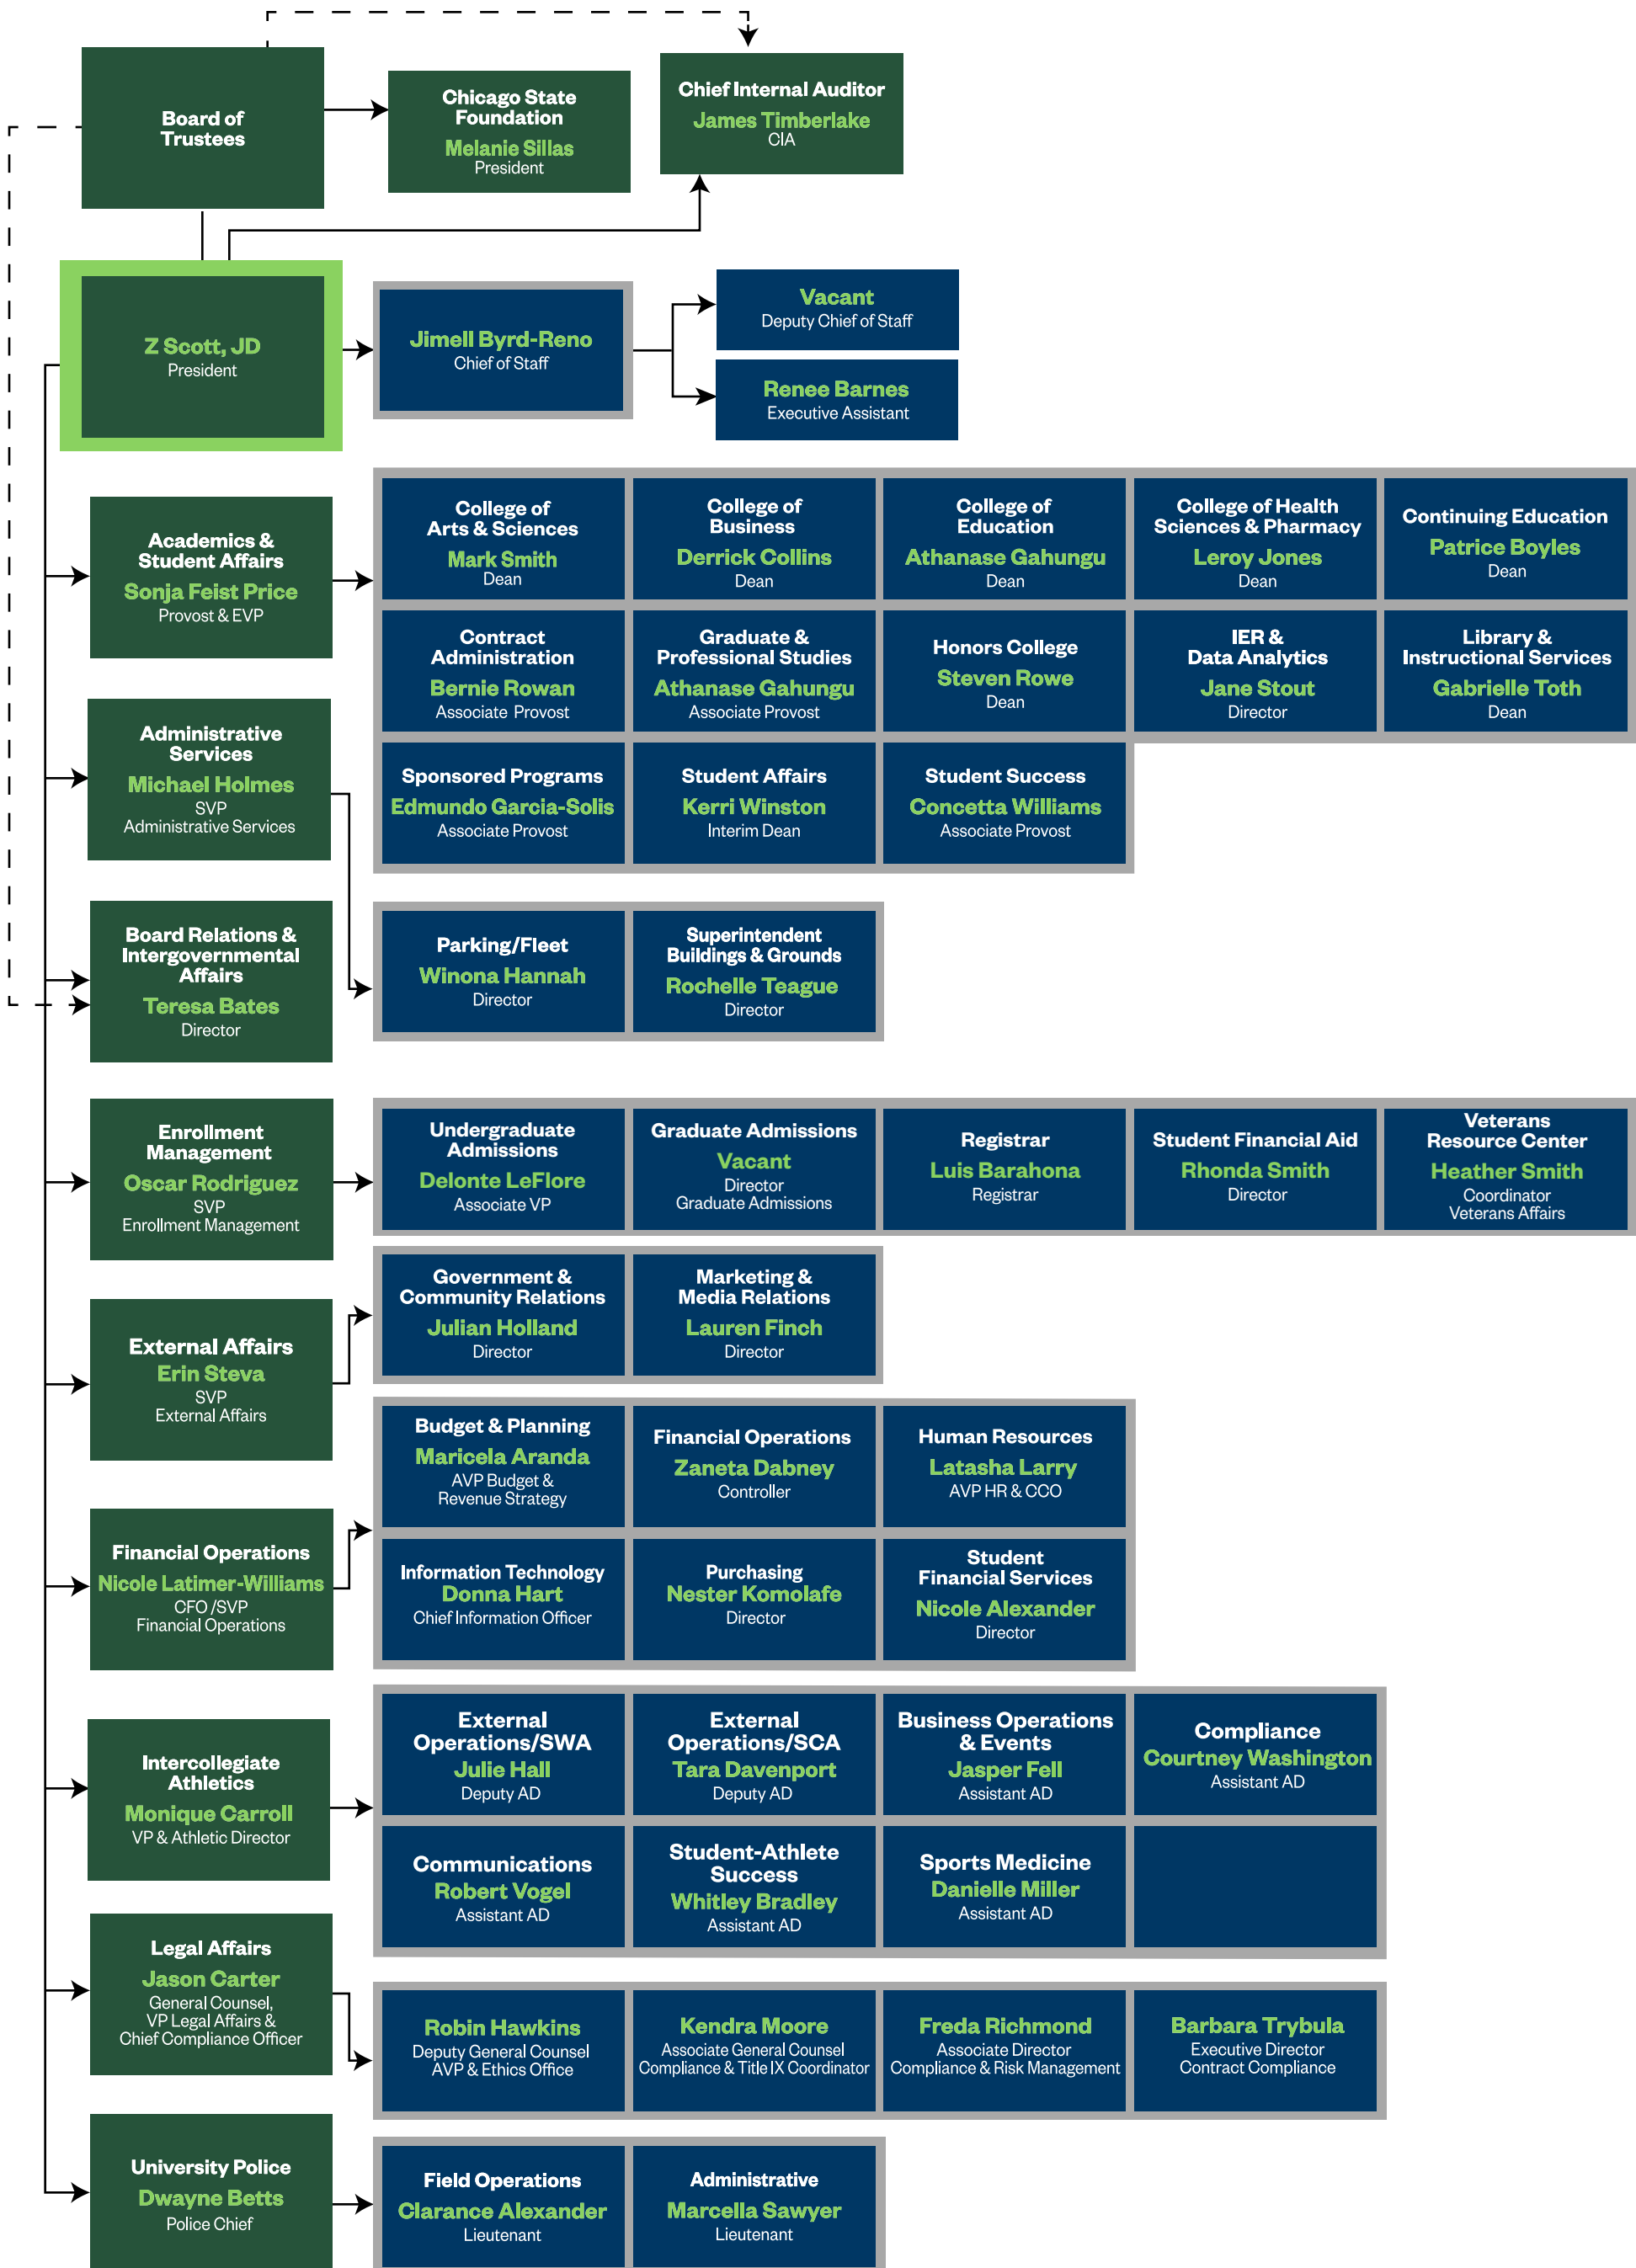 Board of
Trustees
Chicago State
Foundation
Melanie Sillas
President
Chief Internal Auditor
James Timberlake
CIA
Z Scott, JD
President
Jimell Byrd-Reno
Chief of Staff
Vacant
Deputy Chief of Staff
Renee Barnes
Executive Assistant
Academics &
Student Affairs
Sonja Feist Price
Provost & EVP
College of
Arts & Sciences
Mark Smith
Dean
College of
Business
Derrick Collins
Dean
College of
Education
Athanase Gahungu
Dean
College of Health
Sciences & Pharmacy
Leroy Jones
Dean
Continuing Education
Patrice Boyles
Dean
Contract
Administration
Bernie Rowan
Associate Provost
Graduate &
Professional Studies
Athanase Gahungu
Associate Provost
Honors College
Steven Rowe
Dean
IER &
Data Analytics
Jane Stout
Director
Library &
Instructional Services
Gabrielle Toth
Dean
Sponsored Programs
Edmundo Garcia-Solis
Associate Provost
Student Affairs
Kerri Winston
Interim Dean
Student Success
Concetta Williams
Associate Provost
Administrative
Services
Michael Holmes
SVP
Administrative Services
Parking/Fleet
Winona Hannah
Director
Superintendent
Buildings & Grounds
Rochelle Teague
Director
Board Relations &
Intergovernmental
Affairs
Teresa Bates
Director
Enrollment
Management
Oscar Rodriguez
SVP
Enrollment Management
Undergraduate
Admissions
Delonte LeFlore
Associate VP
Graduate Admissions
Vacant
Director
Graduate Admissions
Registrar
Luis Barahona
Registrar
Student Financial Aid
Rhonda Smith
Director
Veterans
Resource Center
Heather Smith
Coordinator
Veterans Affairs
External Affairs
Erin Steva
SVP
External Affairs
Government &
Community Relations
Julian Holland
Director
Marketing &
Media Relations
Lauren Finch
Director
Financial Operations
Nicole Latimer-Williams
CFO /SVP
Financial Operations
Budget & Planning
Maricela Aranda
AVP Budget &
Revenue Strategy
Financial Operations
Zaneta Dabney
Controller
Human Resources
Latasha Larry
AVP HR & CCO
Information Technology
Donna Hart
Chief Information Officer
Purchasing
Nester Komolafe
Director
Student
Financial Services
Nicole Alexander
Director
Intercollegiate
Athletics
Monique Carroll
VP & Athletic Director
External
Operations/SWA
Julie Hall
Deputy AD
External
Operations/SCA
Tara Davenport
Deputy AD
Business Operations
& Events
Jasper Fell
Assistant AD
Compliance
Courtney Washington
Assistant AD
Communications
Robert Vogel
Assistant AD
Student-Athlete
Success
Whitley Bradley
Assistant AD
Sports Medicine
Danielle Miller
Assistant AD
Legal Affairs
Jason Carter
General Counsel,
VP Legal Affairs &
Chief Compliance Officer
Robin Hawkins
Deputy General Counsel
AVP & Ethics Office
Kendra Moore
Associate General Counsel
Compliance & Title IX Coordinator
Freda Richmond
Associate Director
Compliance & Risk Management
Barbara Trybula
Executive Director
Contract Compliance
University Police
Dwayne Betts
Police Chief
Field Operations
Clarance Alexander
Lieutenant
Administrative
Marcella Sawyer
Lieutenant